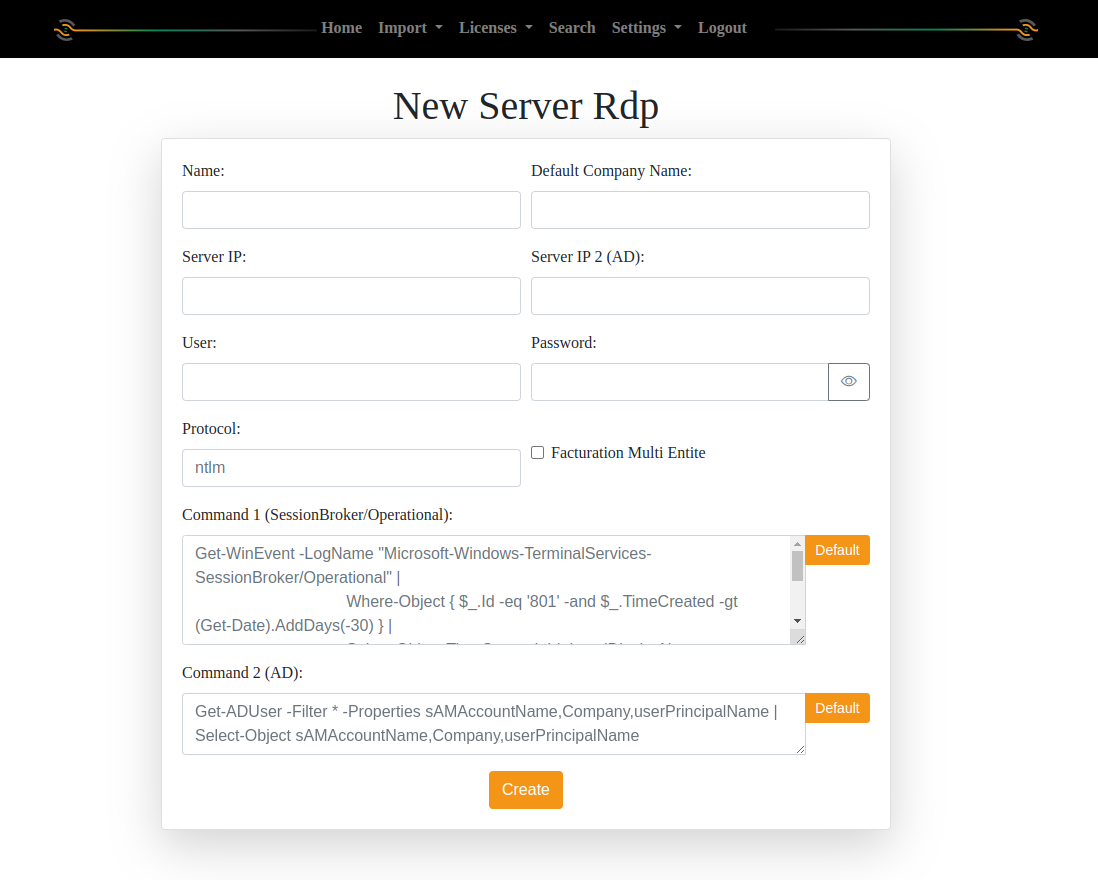 Home Import Licenses Search Settings Logout
New Server Rdp
Name:
Default Company Name:
Server IP:
Server IP 2 (AD):
User:
Password:
Protocol:
ntlm
Facturation Multi Entite
Command 1 (SessionBroker/Operational):
Get-WinEvent -LogName "Microsoft-Windows-TerminalServices-
SessionBroker/Operational" |
Where-Object { $_.Id -eq '801' -and $_.TimeCreated -gt
(Get-Date).AddDays(-30) } |
Default
Command 2 (AD):
Get-ADUser -Filter * -Properties sAMAccountName,Company,userPrincipalName |
Select-Object sAMAccountName,Company,userPrincipalName
Default
Create